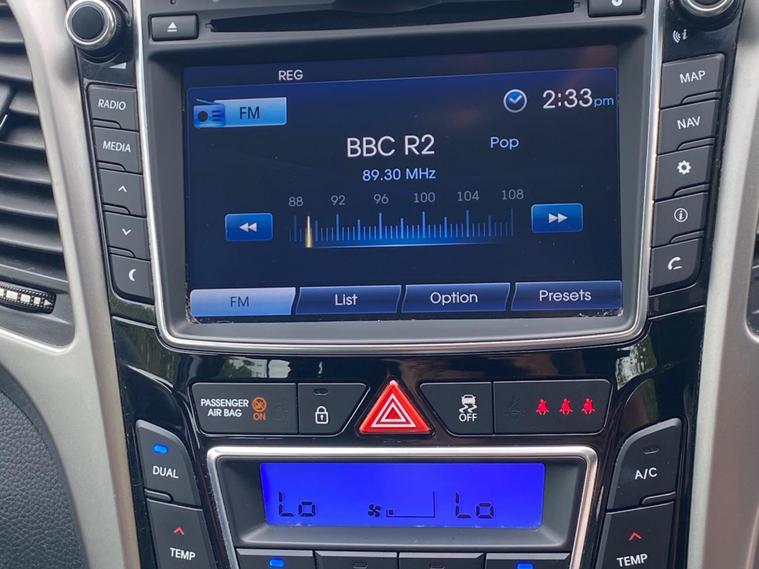 REG
FM
2:33pm
BBC R2
Pop
89.30 MHz
88 92 96 100 104 108
FM
List
Option
Presets
RADIO
MEDIA
MAP
NAV
PASSENGER
AIR BAG
ON
OFF
DUAL
A/C
Lo
Lo
TEMP
TEMP